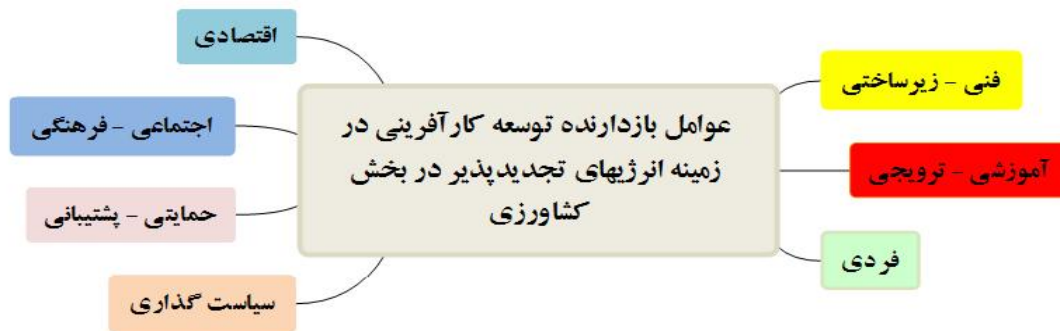 عوامل بازدارنده توسعه کارآفرینی در
زمینه انرژیهای تجدیدپذیر در بخش
کشاورزی
فنی - زیرساختی
آموزشی - ترویجی
فردی
اقتصادی
اجتماعی - فرهنگی
حمایتی - پشتیبانی
سیاست گذاری